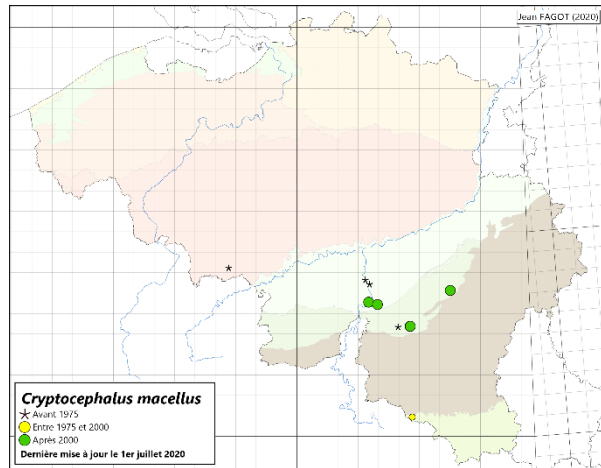 Jean FAGOT (2020)
Cryptocephalus macellus
Avant 1975
Entre 1975 et 2000
Après 2000
Dernière mise à jour le 1er juillet 2020